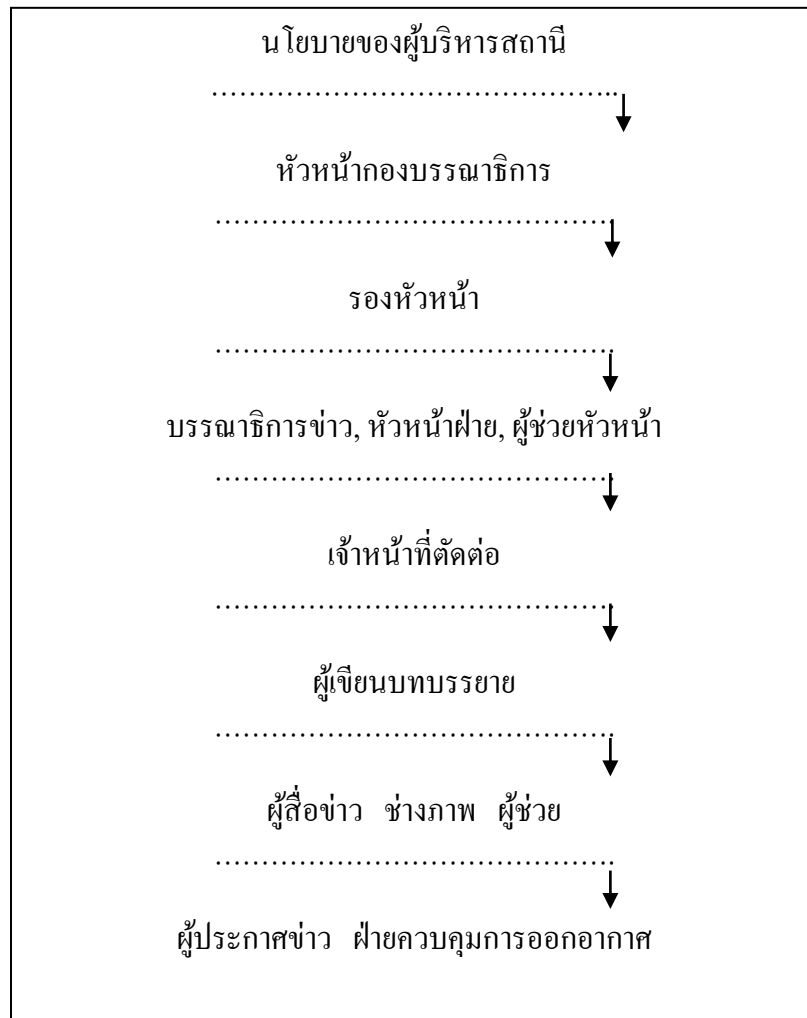 นโยบายของผู้บริหารสถานี
……………………………………..
หัวหน้ากองบรรณาธิการ
…………………………………….
รองหัวหน้า
…………………………………….
บรรณาธิการข่าว, หัวหน้าฝ่าย, ผู้ช่วยหัวหน้า
…………………………………….
เจ้าหน้าที่ตัดต่อ
…………………………………….
ผู้เขียนบทบรรยาย
…………………………………….
ผู้สื่อข่าว ช่างภาพ ผู้ช่วย
…………………………………….
ผู้ประกาศข่าว ฝ่ายควบคุมการออกอากาศ